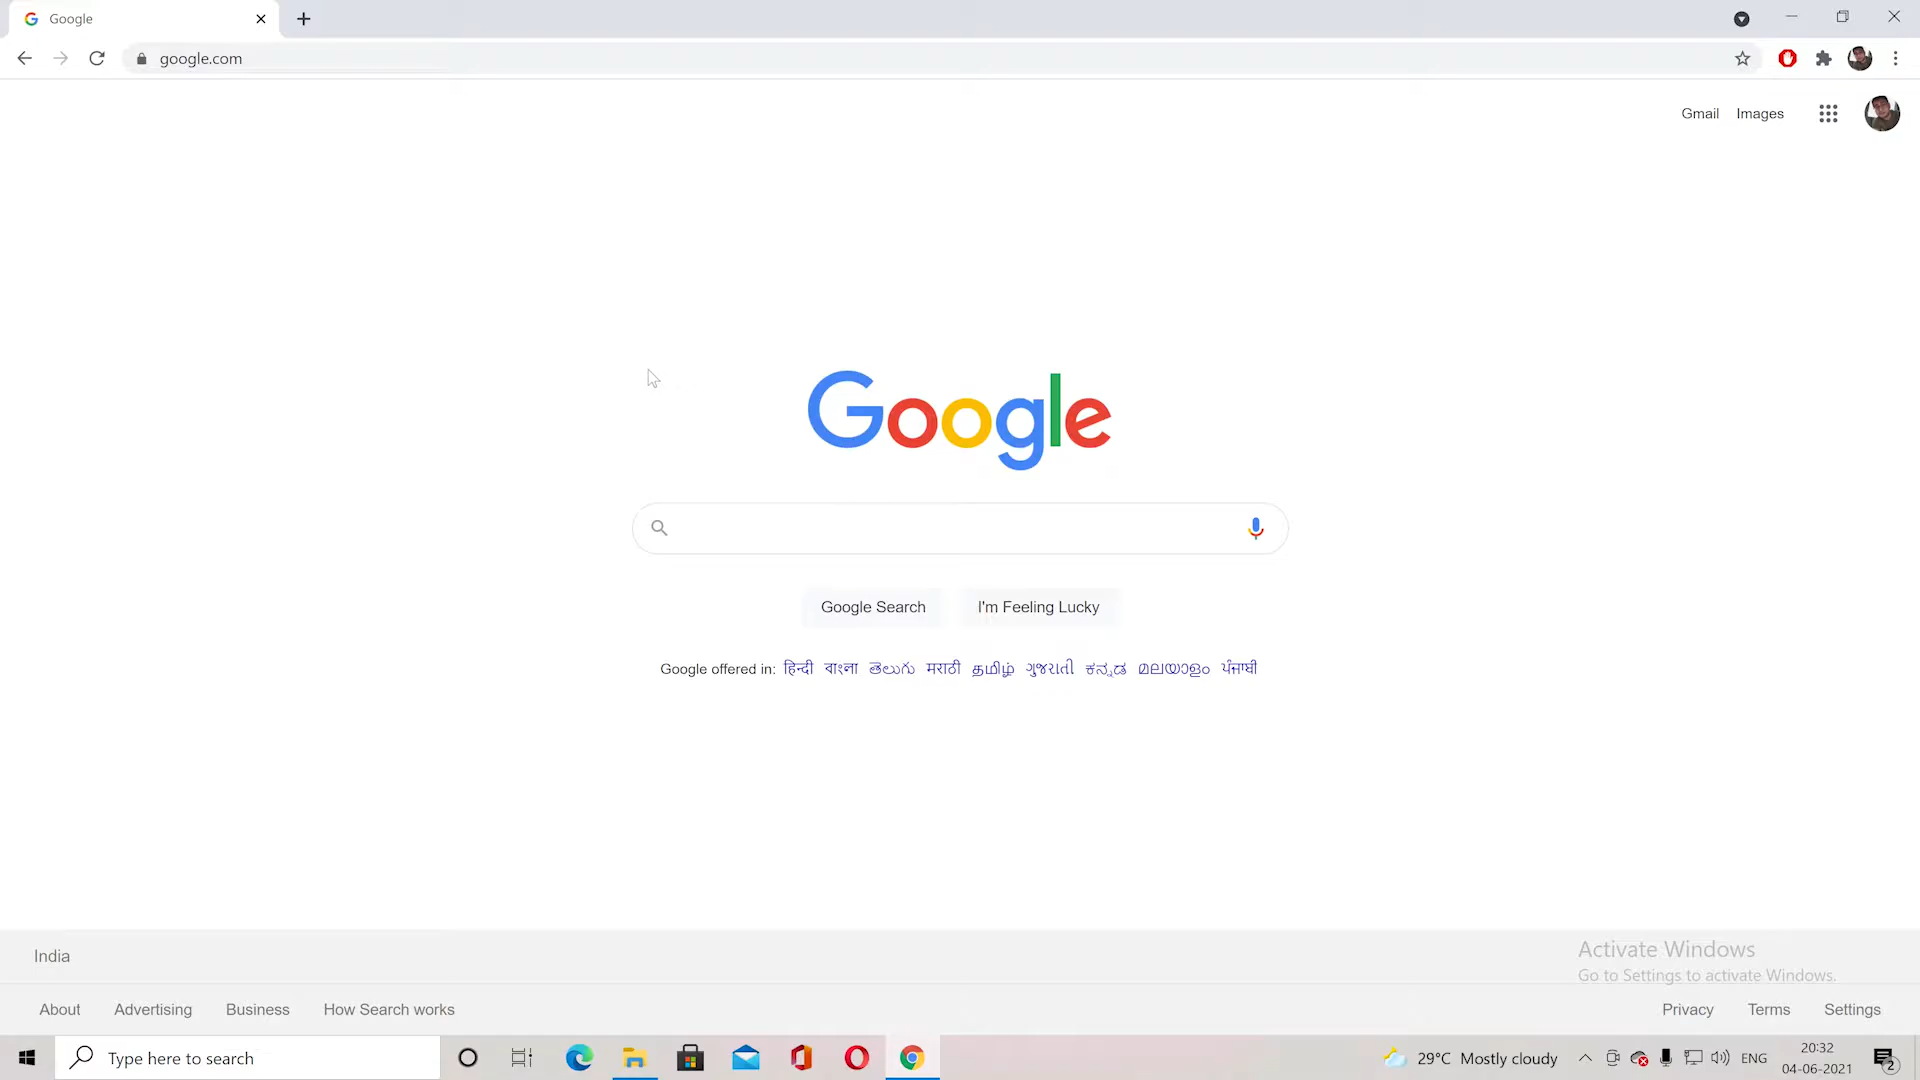 Google
google.com
Gmail Images
Google
Google Search I'm Feeling Lucky
Google offered in: हिन्दी বাংলা తెలుగు मराठी தமிழ் ગુજરાતી ಕನ್ನಡ മലയാളം ਪੰਜਾਬੀ
India
Activate Windows
Go to Settings to activate Windows.
About Advertising Business How Search works Privacy Terms Settings
Type here to search 29°C Mostly cloudy ENG 20:32
04-06-2021 2